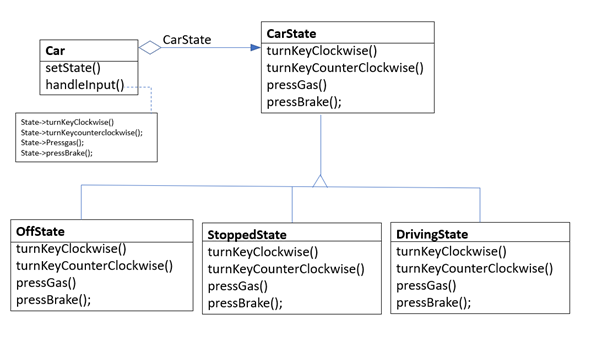 Car
setState()
handleInput()
CarState
CarState
turnKeyClockwise()
turnKeyCounterClockwise()
pressGas()
pressBrake();
State->turnKeyClockwise()
State->turnKeycounterclockwise();
State->Pressgas();
State->pressBrake();
OffState
turnKeyClockwise()
turnKeyCounterClockwise()
pressGas()
pressBrake();
StoppedState
turnKeyClockwise()
turnKeyCounterClockwise()
pressGas()
pressBrake();
DrivingState
turnKeyClockwise()
turnKeyCounterClockwise()
pressGas()
pressBrake();